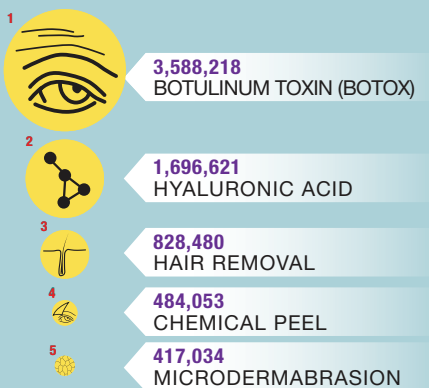 1
3,588,218
BOTULINUM TOXIN (BOTOX)
2
1,696,621
HYALURONIC ACID
3
828,480
HAIR REMOVAL
4
484,053
CHEMICAL PEEL
5
417,034
MICRODERMABRASION